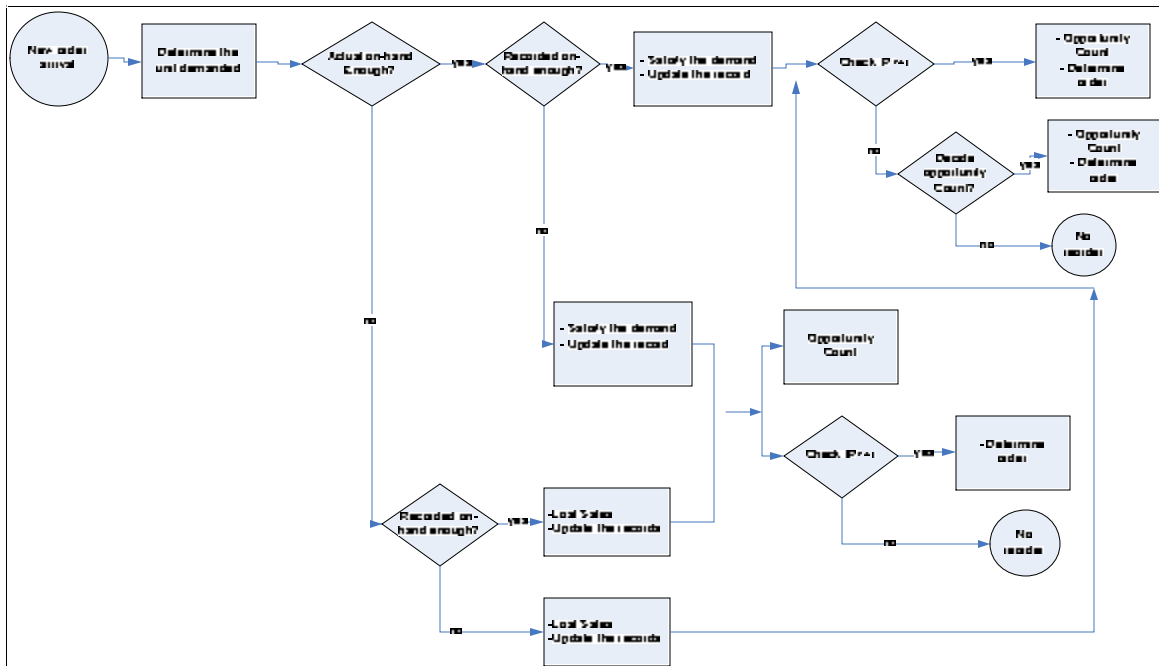 New order
arrival
Determine the
unit demanded
Actual on-hand
Enough?
yes
Recorded on-
hand enough?
yes
- Satisfy the demand
- Update the record
Check
yes
- Opportunity
Count
- Determine
order
no
Decide
opportunity
Count?
yes
- Opportunity
Count
- Determine
order
no
No
reorder
no
no
- Satisfy the demand
- Update the record
Opportunity
Count
Check
yes
- Determine
order
no
No
reorder
Recorded on-
hand enough?
yes
-Lost Sales
-Update the records
no
-Lost Sales
-Update the records